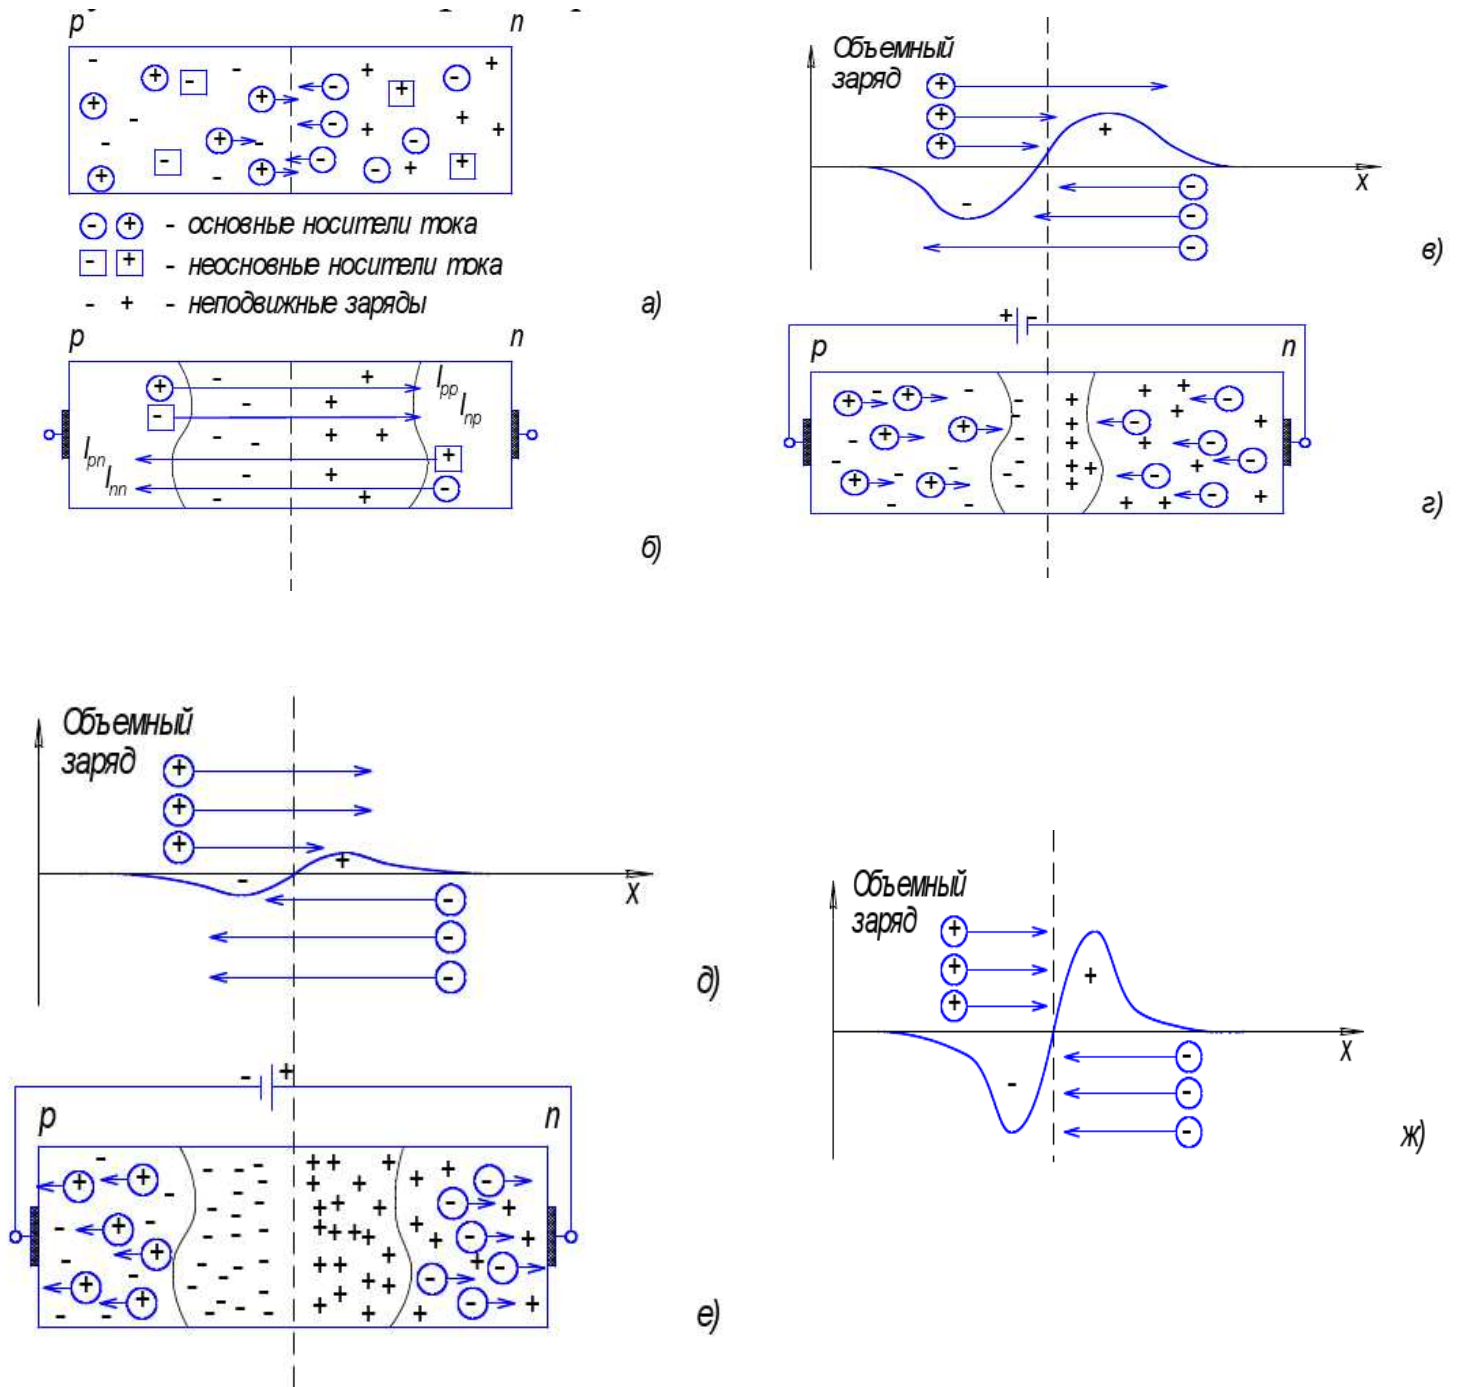 p n
- основные носители тока
- неосновные носители тока
- + - неподвижные заряды
а)
p n
I_pp
I_np
I_pn
I_nn
б)
Объемный
заряд
+
-
x
в)
+ -
p n
г)
Объемный
заряд
+
-
x
д)
- +
p n
е)
Объемный
заряд
+
-
x
ж)